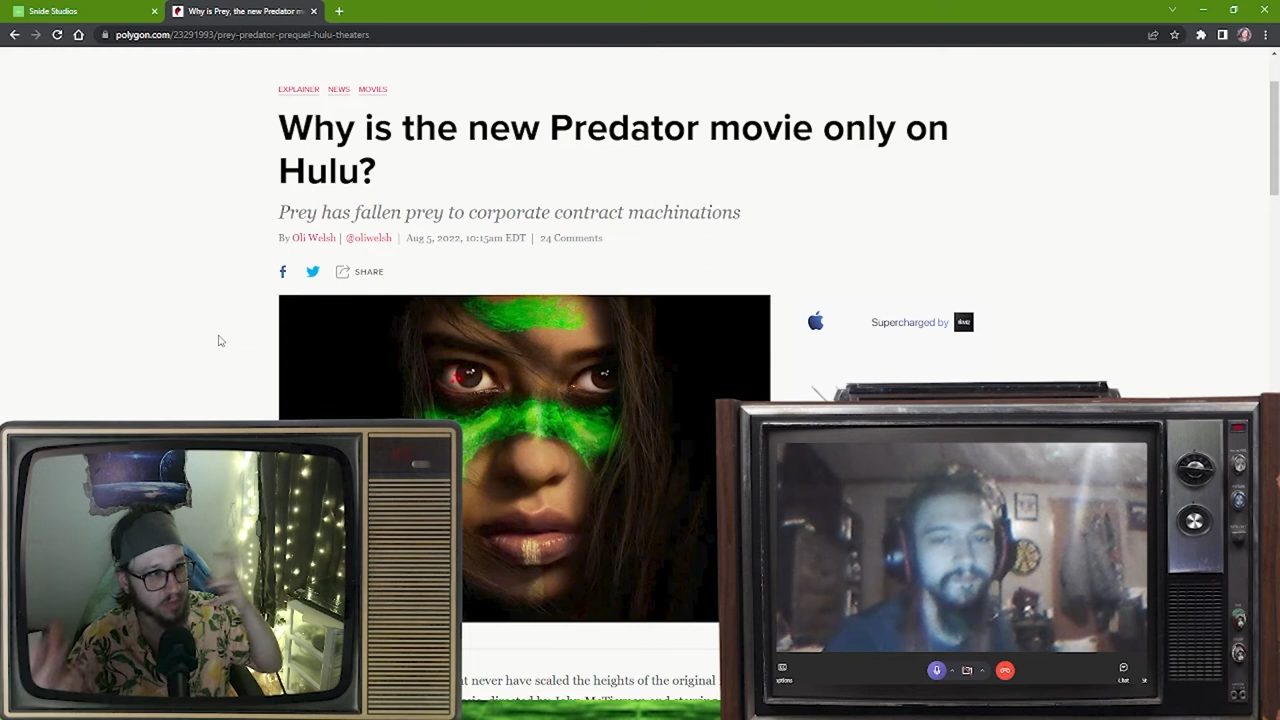 Snide Studios
Why is Prey, the new Predator m
polygon.com/23291993/prey-predator-prequel-hulu-theaters
EXPLAINER NEWS MOVIES
Why is the new Predator movie only on
Hulu?
Prey has fallen prey to corporate contract machinations
By Oli Welsh | @oliwelsh | Aug 5, 2022, 10:15am EDT | 24 Comments
SHARE
Supercharged by
never have scaled the heights of the original
ptions
Chat